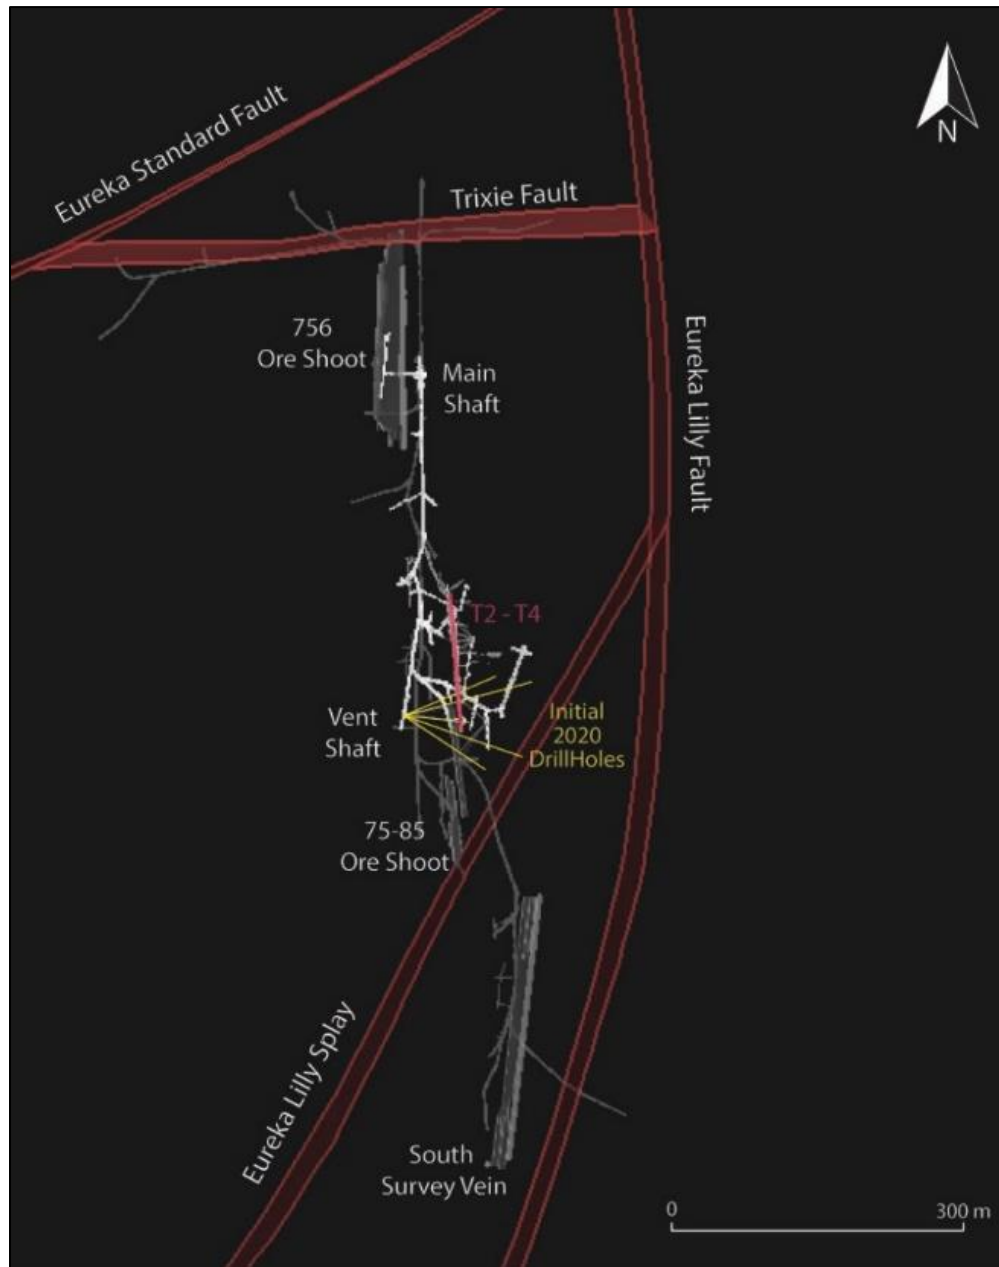 Eureka Standard Fault
N
Trixie Fault
756
Ore Shoot
Main
Shaft
Eureka Lilly Fault
T2 - T4
Vent
Shaft
Initial
2020
DrillHoles
75-85
Ore Shoot
Eureka Lilly Splay
South
Survey Vein
0 300 m